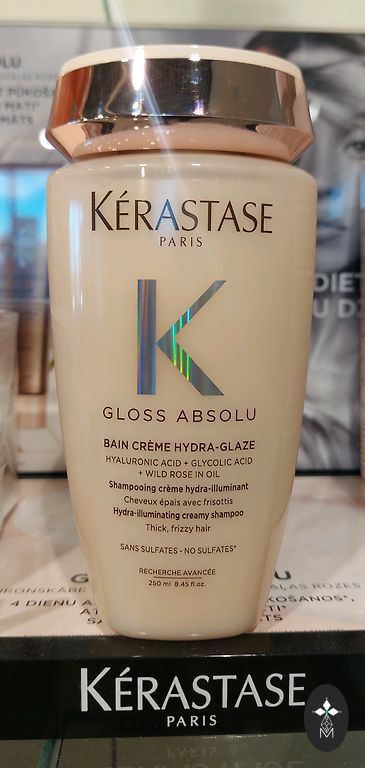 KÉRASTASE
PARIS
K
GLOSS ABSOLU
BAIN CRÈME HYDRA-GLAZE
HYALURONIC ACID + GLYCOLIC ACID
+ WILD ROSE IN OIL
Shampooing crème hydra-illuminant
Cheveux épais avec frisottis
Hydra-illuminating creamy shampoo
Thick, frizzy hair
SANS SULFATES - NO SULFATES*
RECHERCHE AVANCÉE
250 ml 8.45 fl.oz.
4 DIENU
KÉRASTASE
PARIS